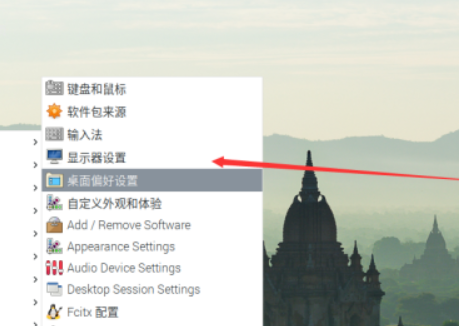 键盘和鼠标
软件包来源
输入法
显示器设置
桌面偏好设置
自定义外观和体验
Add / Remove Software
Appearance Settings
Audio Device Settings
Desktop Session Settings
Fcitx 配置